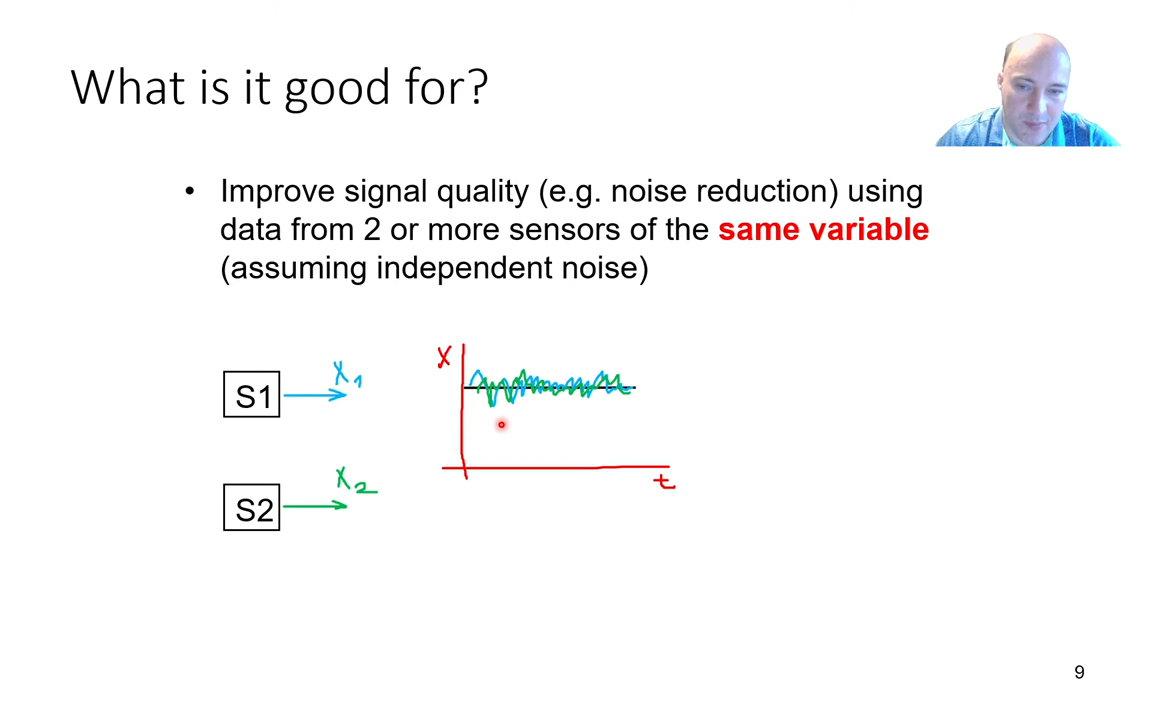 What is it good for?
• Improve signal quality (e.g. noise reduction) using
data from 2 or more sensors of the same variable
(assuming independent noise)
S1
X1
X
S2
X2
t
9